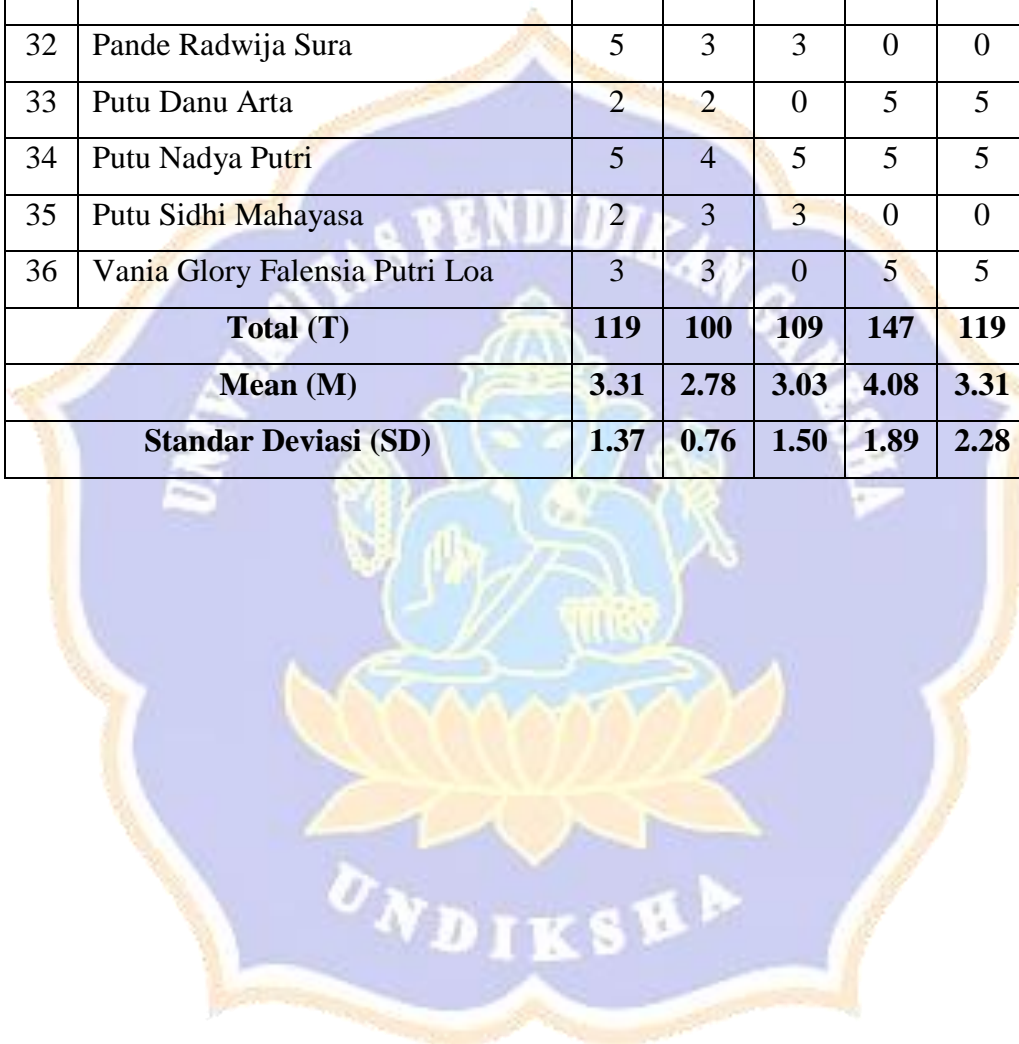 32 Pande Radwija Sura 5 3 3 0 0
33 Putu Danu Arta 2 2 0 5 5
34 Putu Nadya Putri 5 4 5 5 5
35 Putu Sidhi Mahayasa 2 3 3 0 0
36 Vania Glory Falensia Putri Loa 3 3 0 5 5
Total (T) 119 100 109 147 119
Mean (M) 3.31 2.78 3.03 4.08 3.31
Standar Deviasi (SD) 1.37 0.76 1.50 1.89 2.28
UNIVERSITAS PENDIDIKAN GANESHA
UNDIKSHA